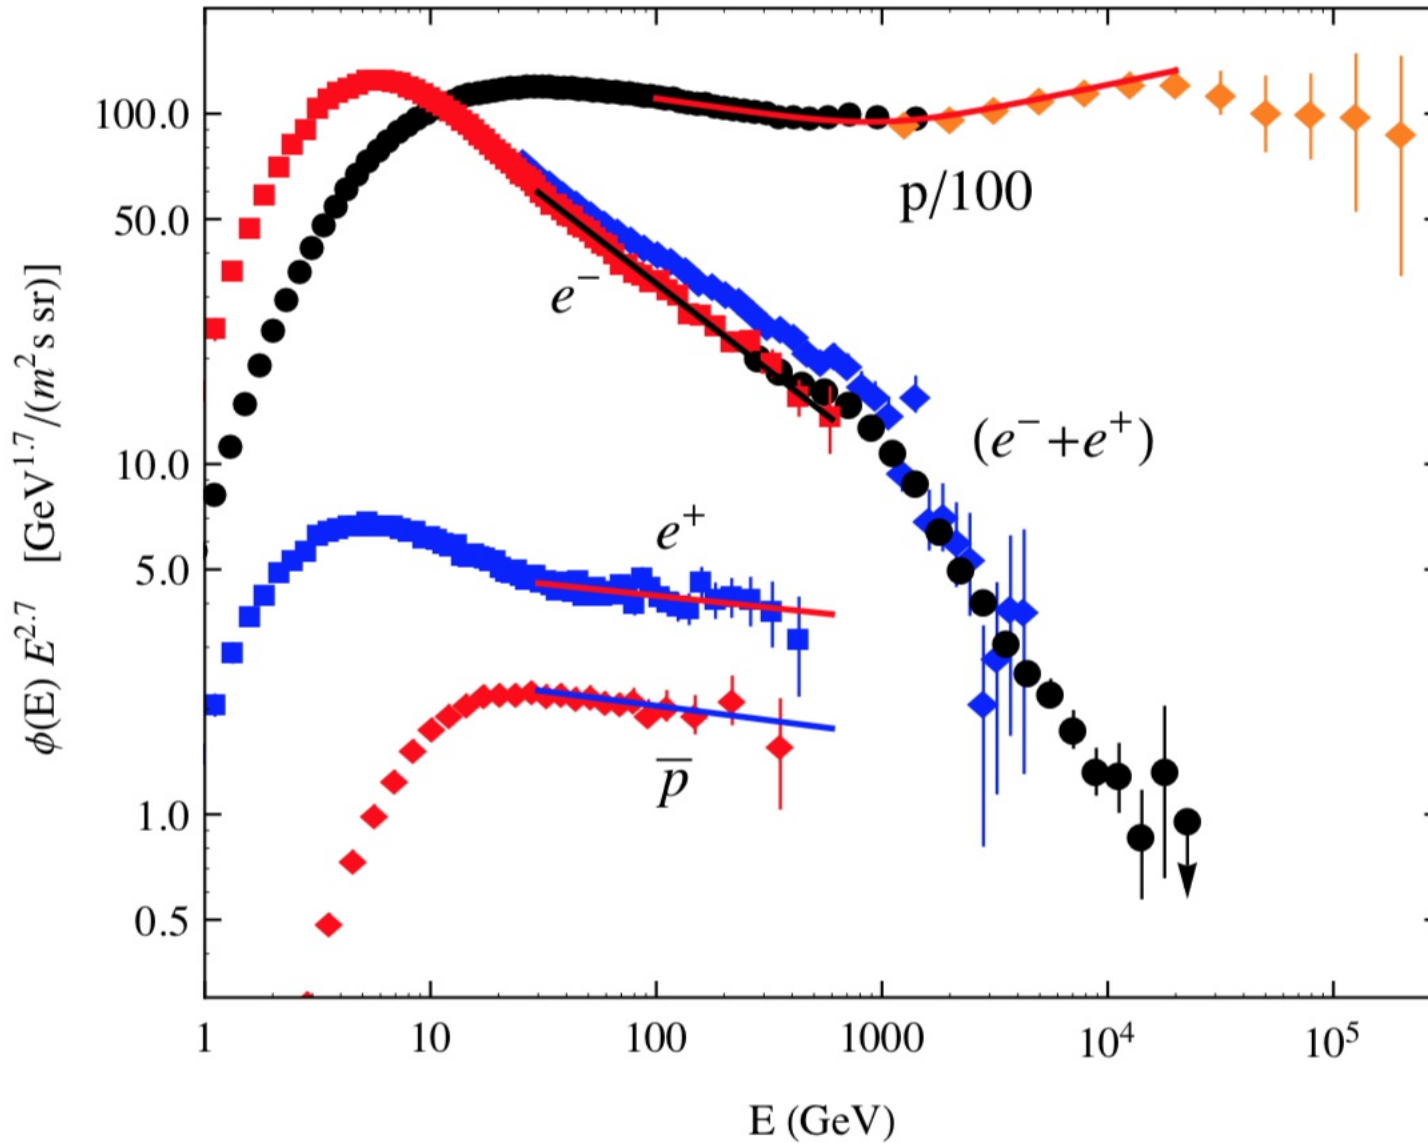 ϕ(E) E^2.7 [GeV^1.7/(m^2 s sr)]
100.0
50.0
10.0
5.0
1.0
0.5
p/100
e^−
(e^−+e^+)
e^+
p̅
1 10 100 1000 10^4 10^5
E (GeV)